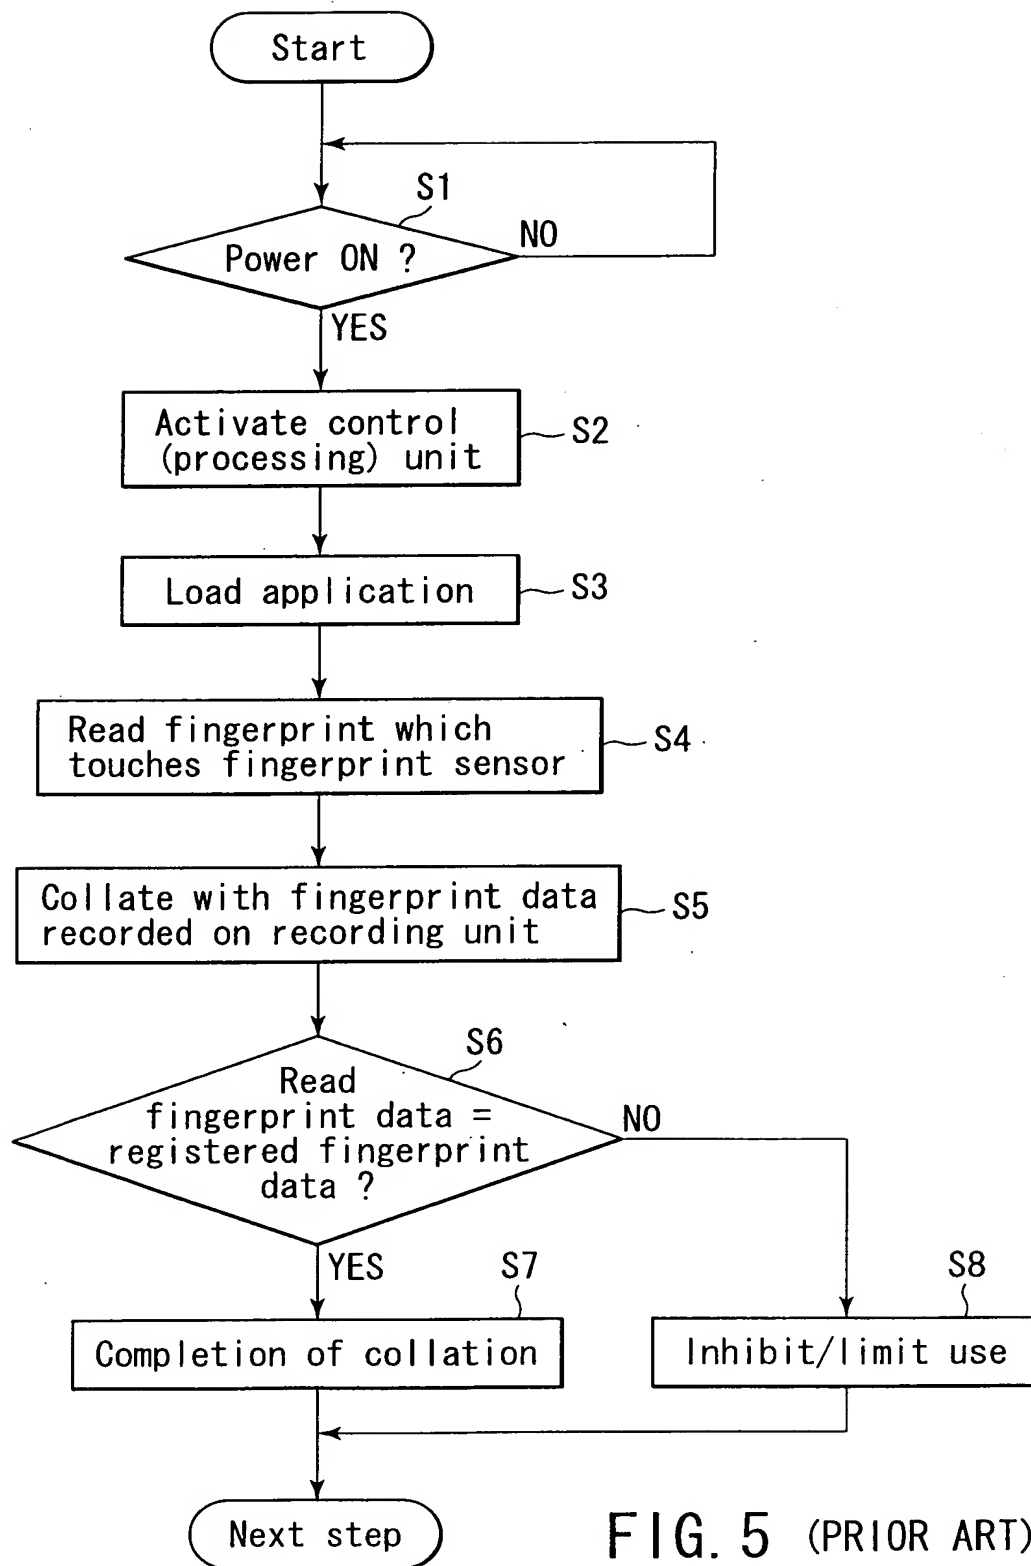 Start
S1
Power ON ?
NO
YES
Activate control
(processing) unit
S2
Load application
S3
Read fingerprint which
touches fingerprint sensor
S4
Collate with fingerprint data
recorded on recording unit
S5
S6
Read
fingerprint data =
registered fingerprint
data ?
NO
YES
S7
S8
Completion of collation
Inhibit/limit use
Next step
FIG. 5 (PRIOR ART)